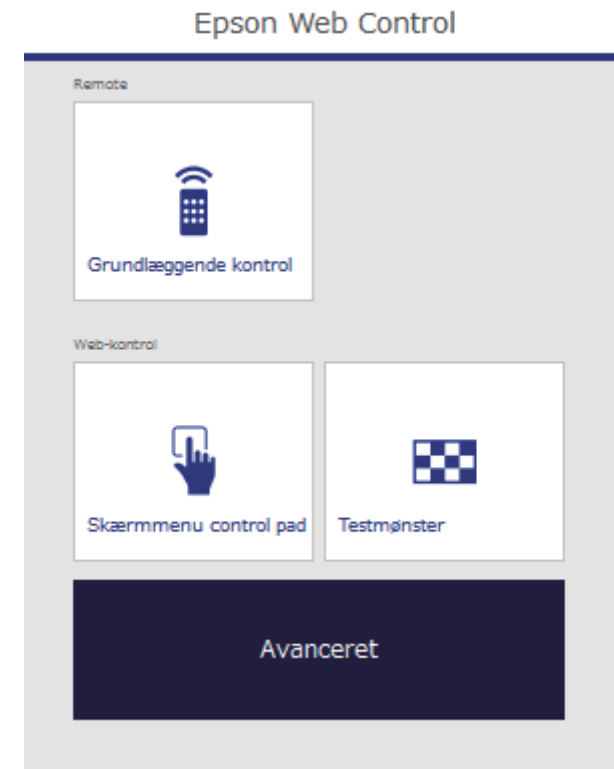 Epson Web Control
Remote
Grundlæggende kontrol
Web-kontrol
Skærmmenu control pad
Testmønster
Avanceret